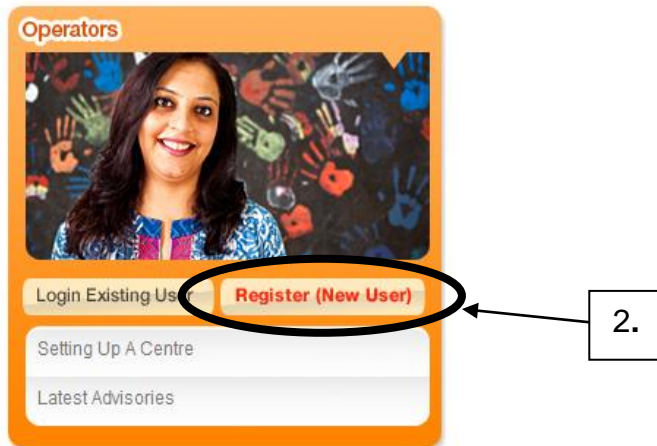 Operators
Login Existing User Register (New User)
2.
Setting Up A Centre
Latest Advisories